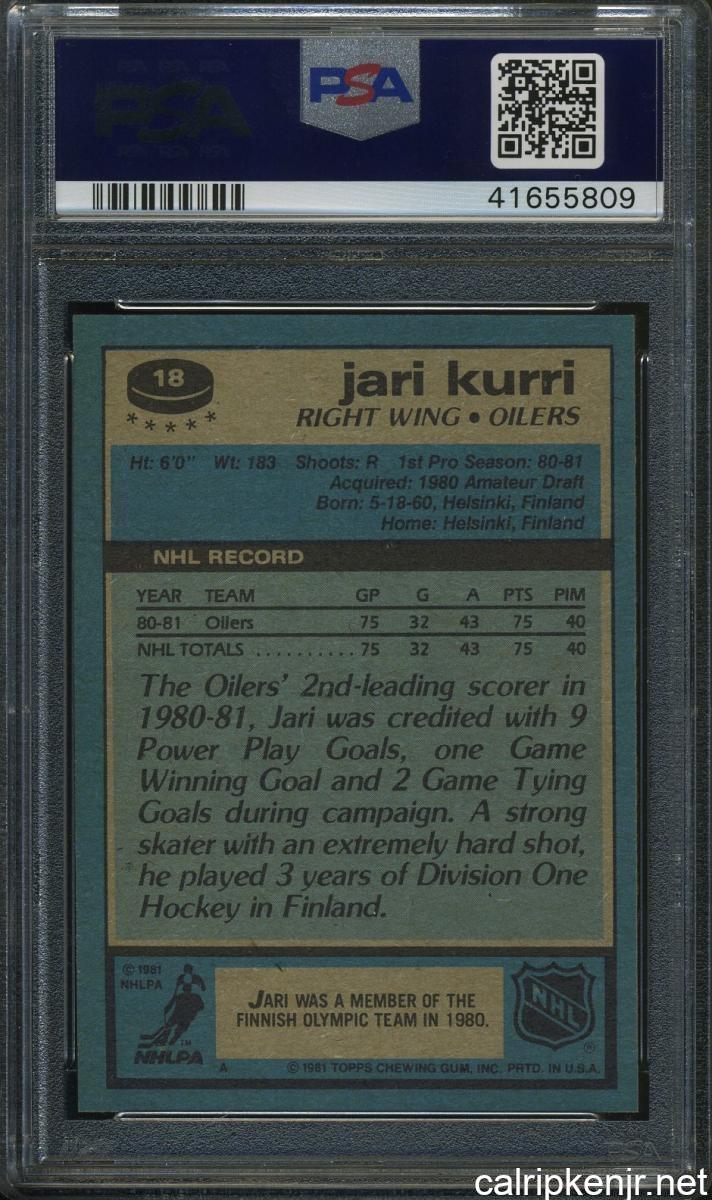 PSA
PSA
41655809
18
jari kurri
RIGHT WING • OILERS
Ht: 6'0" Wt: 183 Shoots: R 1st Pro Season: 80-81
Acquired: 1980 Amateur Draft
Born: 5-18-60, Helsinki, Finland
Home: Helsinki, Finland
NHL RECORD
YEAR TEAM GP G A PTS PIM
80-81 Oilers 75 32 43 75 40
NHL TOTALS .......... 75 32 43 75 40
The Oilers' 2nd-leading scorer in
1980-81, Jari was credited with 9
Power Play Goals, one Game
Winning Goal and 2 Game Tying
Goals during campaign. A strong
skater with an extremely hard shot,
he played 3 years of Division One
Hockey in Finland.
© 1981
NHLPA
JARI WAS A MEMBER OF THE
FINNISH OLYMPIC TEAM IN 1980.
NHL
®
TM
NHLPA
A
© 1981 TOPPS CHEWING GUM, INC. PRTD. IN U.S.A.
PSA
calripkenjr.net